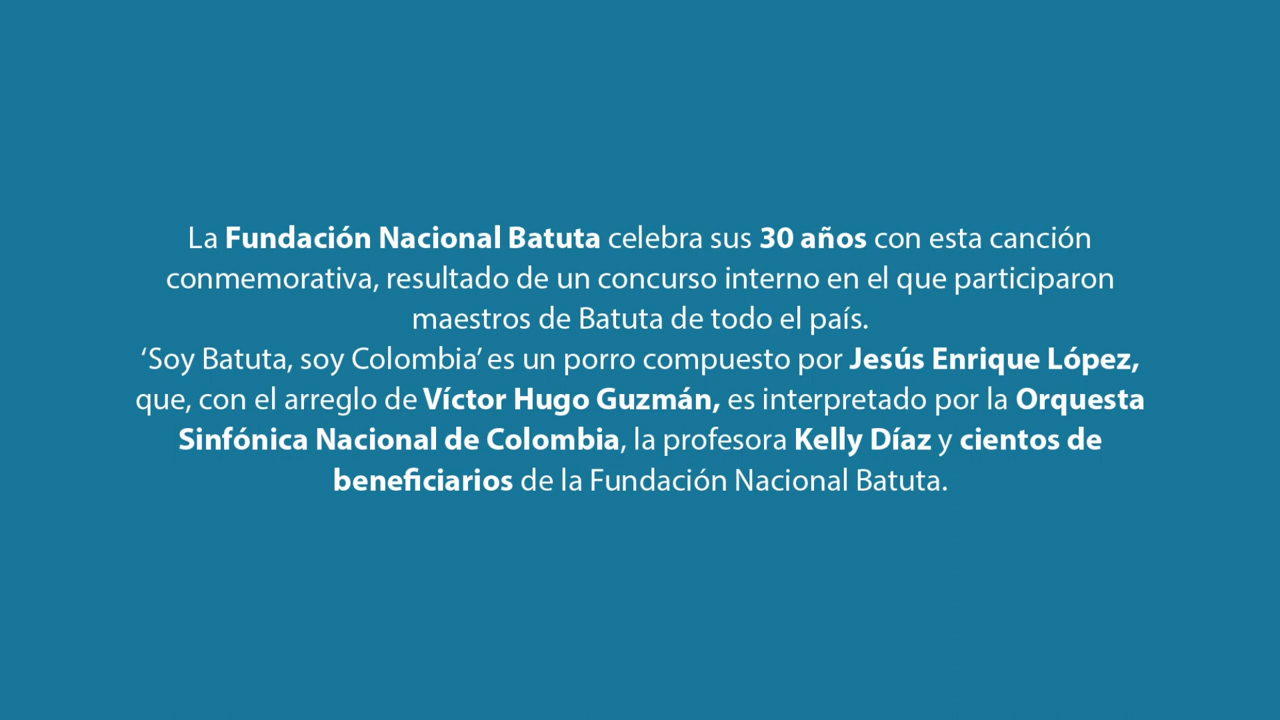 La Fundación Nacional Batuta celebra sus 30 años con esta canción
conmemorativa, resultado de un concurso interno en el que participaron
maestros de Batuta de todo el país.
‘Soy Batuta, soy Colombia’ es un porro compuesto por Jesús Enrique López,
que, con el arreglo de Víctor Hugo Guzmán, es interpretado por la Orquesta
Sinfónica Nacional de Colombia, la profesora Kelly Díaz y cientos de
beneficiarios de la Fundación Nacional Batuta.